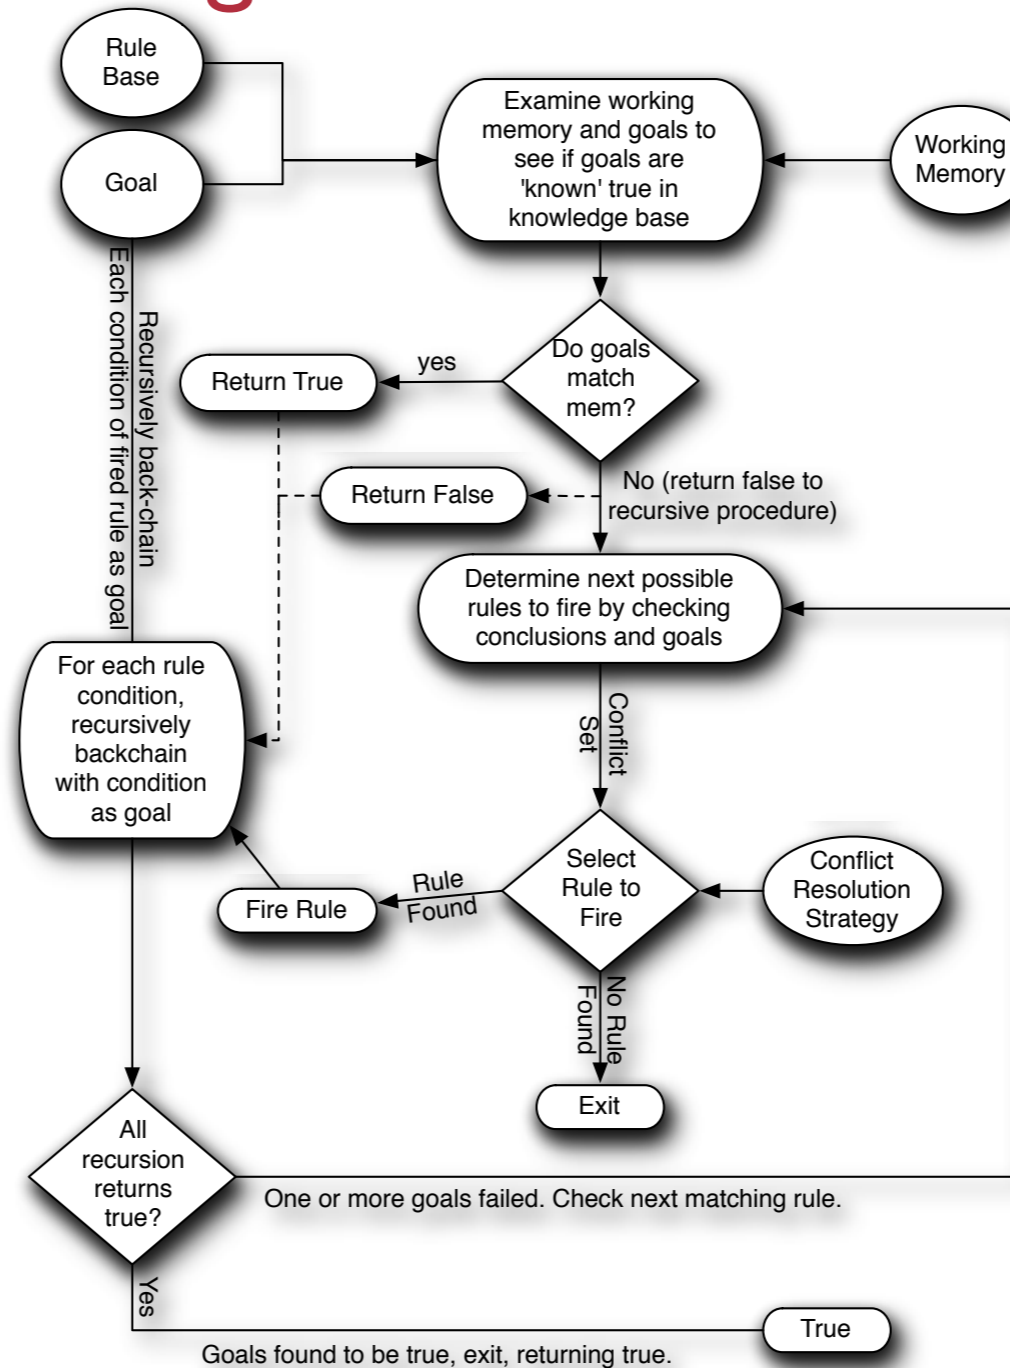 Rule
Base
Goal
Examine working
memory and goals to
see if goals are
'known' true in
knowledge base
Working
Memory
Each condition of fired rule as goal
Recursively back-chain
Do goals
match
mem?
yes
Return True
Return False
No (return false to
recursive procedure)
Determine next possible
rules to fire by checking
conclusions and goals
For each rule
condition,
recursively
backchain
with condition
as goal
Conflict
Set
Select
Rule to
Fire
Conflict
Resolution
Strategy
Rule
Found
Fire Rule
No Rule
Found
Exit
All
recursion
returns
true?
One or more goals failed. Check next matching rule.
Yes
True
Goals found to be true, exit, returning true.